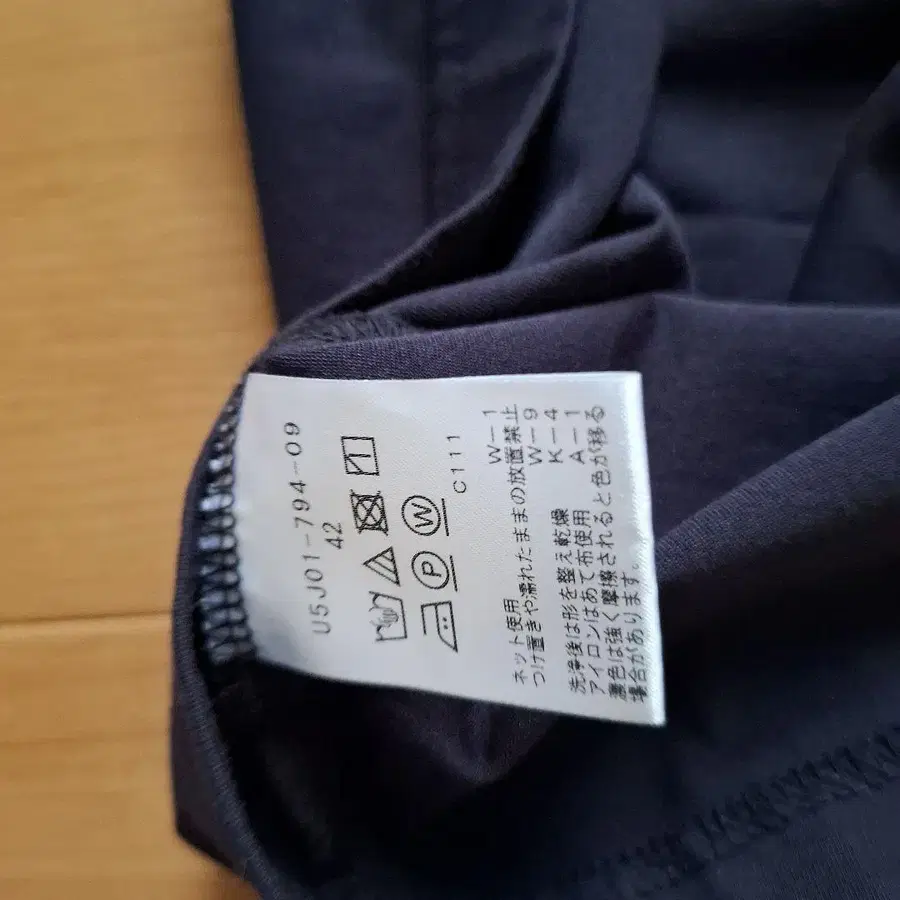 U5J01-794-09
42
P W
C111
ネット使用 W-1
つけ置きや濡れたままの放置禁止 W-9
洗浄後は形を整え乾燥 K-4
アイロンはあて布使用 A-1
濃色は強く摩擦されると色が移る
場合があります。